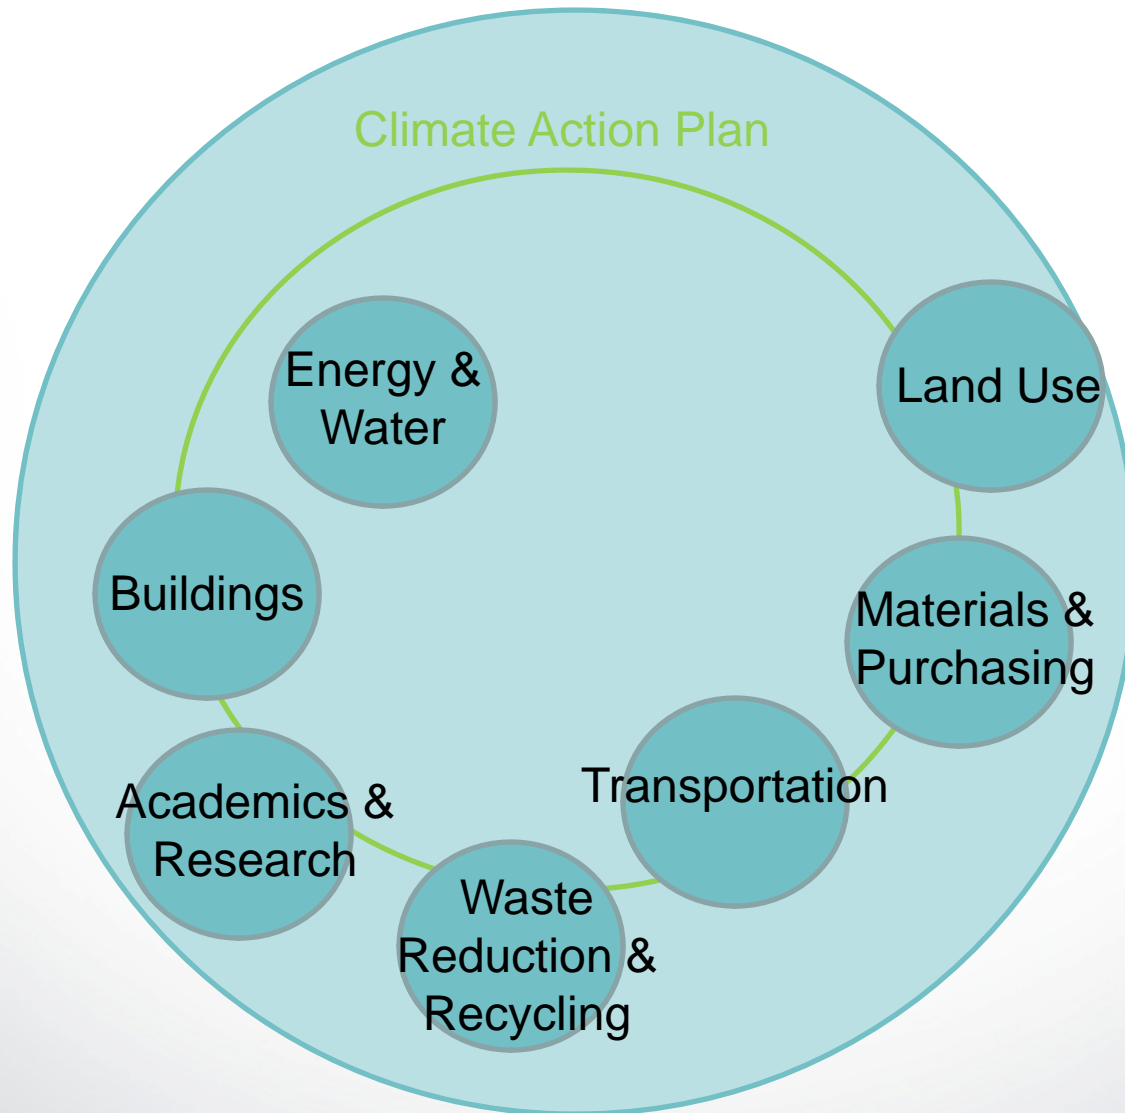 Climate Action Plan
Energy &
Water
Land Use
Buildings
Materials &
Purchasing
Transportation
Academics &
Research
Waste
Reduction &
Recycling